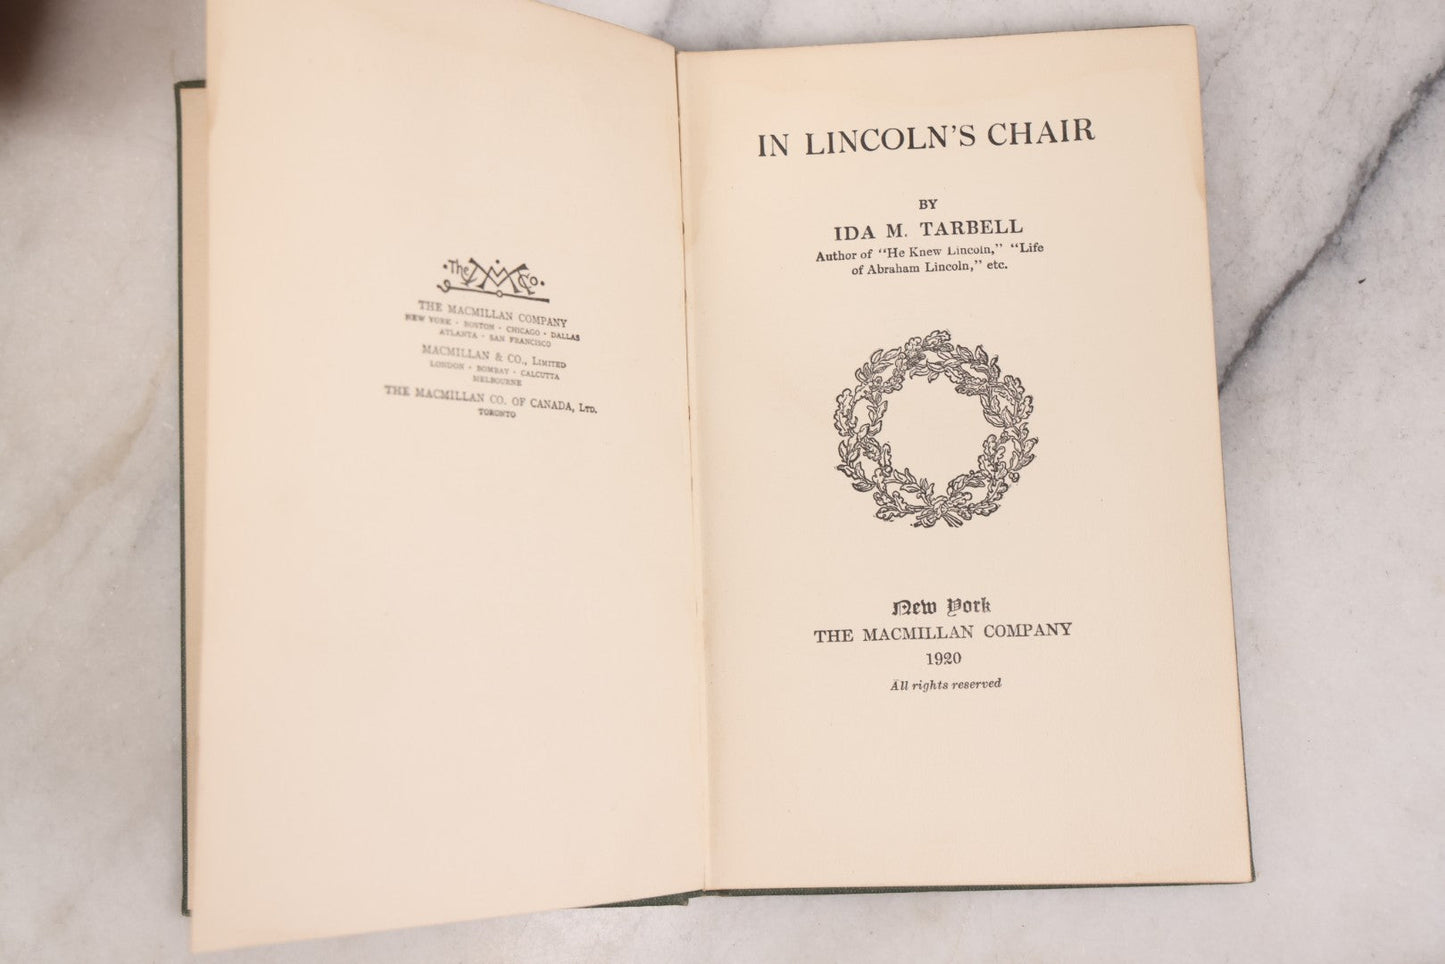 The MM Co.
THE MACMILLAN COMPANY
NEW YORK · BOSTON · CHICAGO · DALLAS
ATLANTA · SAN FRANCISCO
MACMILLAN & CO., LIMITED
LONDON · BOMBAY · CALCUTTA
MELBOURNE
THE MACMILLAN CO. OF CANADA, LTD.
TORONTO
IN LINCOLN'S CHAIR
BY
IDA M. TARBELL
Author of "He Knew Lincoln," "Life
of Abraham Lincoln," etc.
New York
THE MACMILLAN COMPANY
1920
All rights reserved